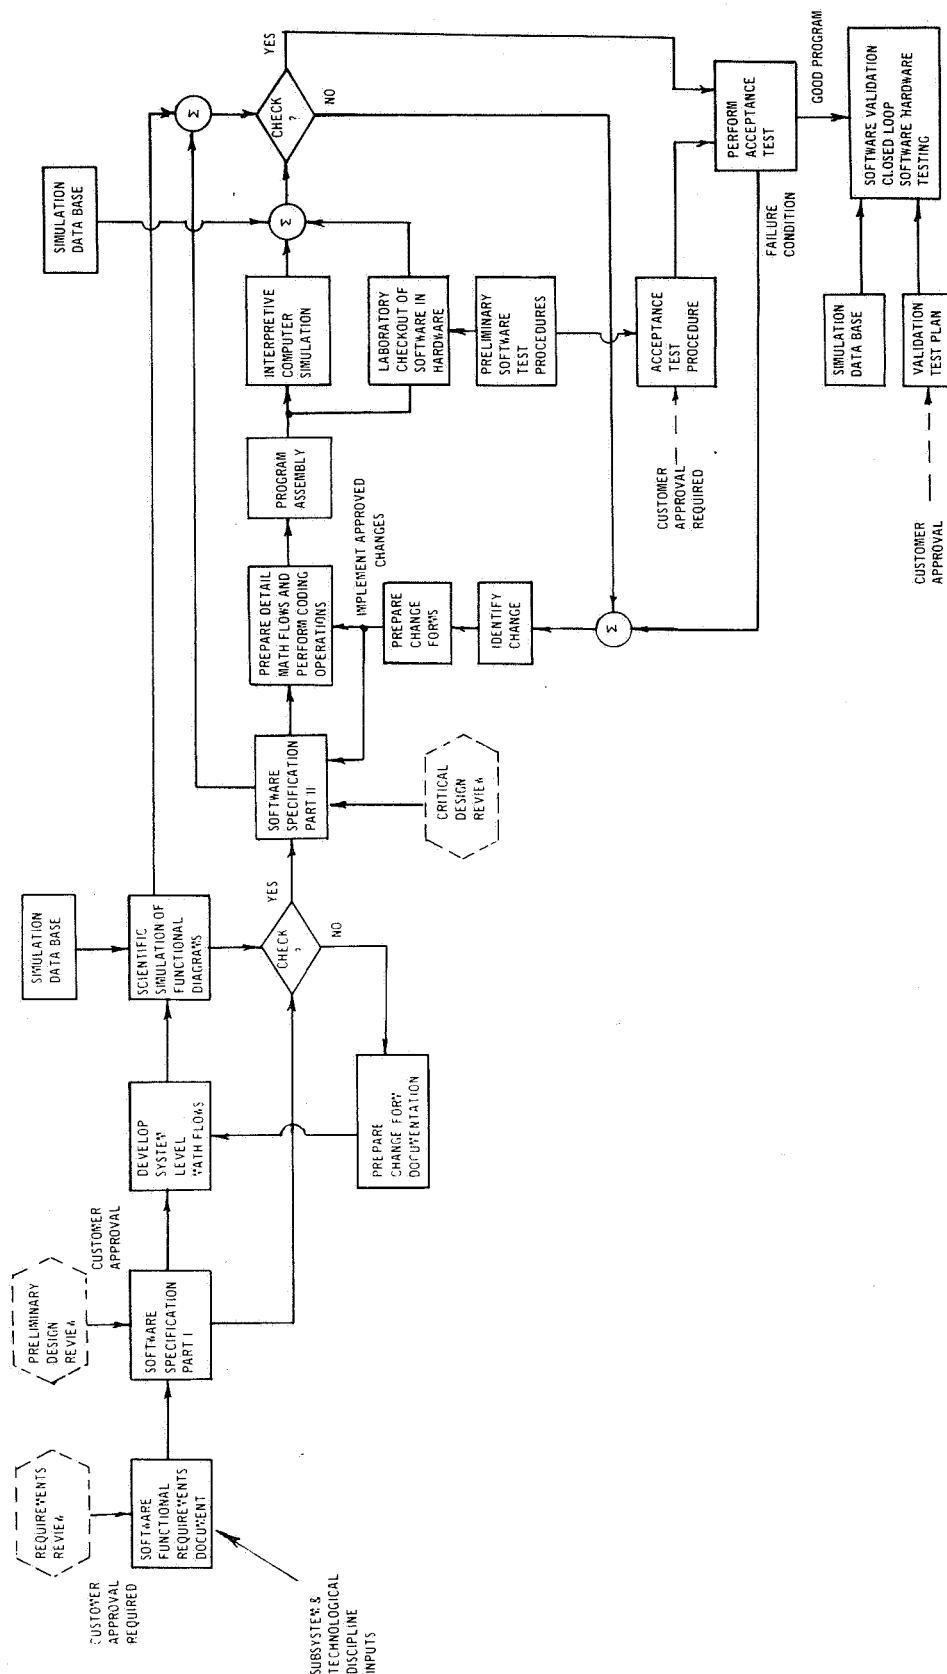 REQUIREMENTS
REVIEW
CUSTOMER
APPROVAL
REQUIRED
SOFTWARE
FUNCTIONAL
REQUIREMENTS
DOCUMENT
SUBSYSTEM &
TECHNOLOGICAL
DISCIPLINE
INPUTS
PRELIMINARY
DESIGN
REVIEW
CUSTOMER
APPROVAL
SOFTWARE
SPECIFICATION
PART I
DEVELOP
SYSTEM
LEVEL
MATH FLOWS
PREPARE
CHANGE FORM
DOCUMENTATION
SIMULATION
DATA BASE
SCIENTIFIC
SIMULATION OF
FUNCTIONAL
DIAGRAMS
CHECK
?
YES
NO
SOFTWARE
SPECIFICATION
PART II
CRITICAL
DESIGN
REVIEW
PREPARE DETAIL
MATH FLOWS AND
PERFORM CODING
OPERATIONS
IMPLEMENT APPROVED
CHANGES
PREPARE
CHANGE
FORMS
IDENTIFY
CHANGE
Σ
PROGRAM
ASSEMBLY
INTERPRETIVE
COMPUTER
SIMULATION
LABORATORY
CHECKOUT OF
SOFTWARE IN
HARDWARE
PRELIMINARY
SOFTWARE
TEST
PROCEDURES
ACCEPTANCE
TEST
PROCEDURE
CUSTOMER
APPROVAL
REQUIRED
SIMULATION
DATA BASE
Σ
Σ
CHECK
?
YES
NO
PERFORM
ACCEPTANCE
TEST
FAILURE
CONDITION
GOOD PROGRAM
SIMULATION
DATA BASE
VALIDATION
TEST PLAN
CUSTOMER
APPROVAL
SOFTWARE VALIDATION
CLOSED LOOP
SOFTWARE HARDWARE
TESTING